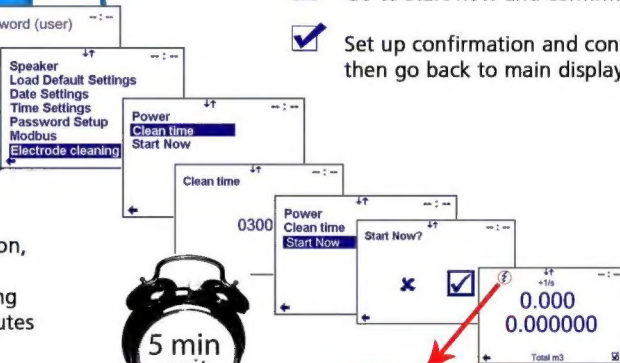 word (user) --:--
Set up confirmation and con
then go back to main display
--:--
Speaker
Load Default Settings
Date Settings
Time Settings
Password Setup
Modbus
Electrode cleaning
--:--
Power
Clean time
Start Now
--:--
Clean time
0300
--:--
Power
Clean time
Start Now
--:--
Start Now?
--:--
+1/s
0.000
0.000000
Total m3
on,
ng
utes
5 min